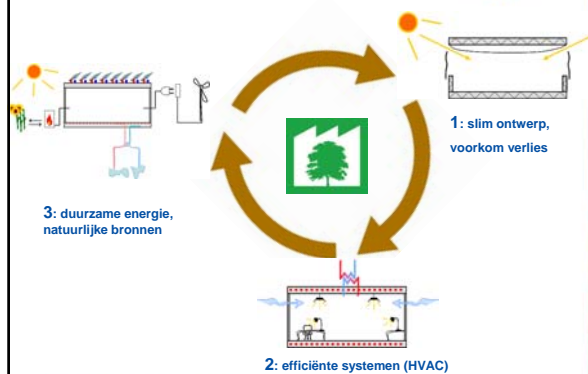 1: slim ontwerp,
voorkom verlies
2: efficiënte systemen (HVAC)
3: duurzame energie,
natuurlijke bronnen